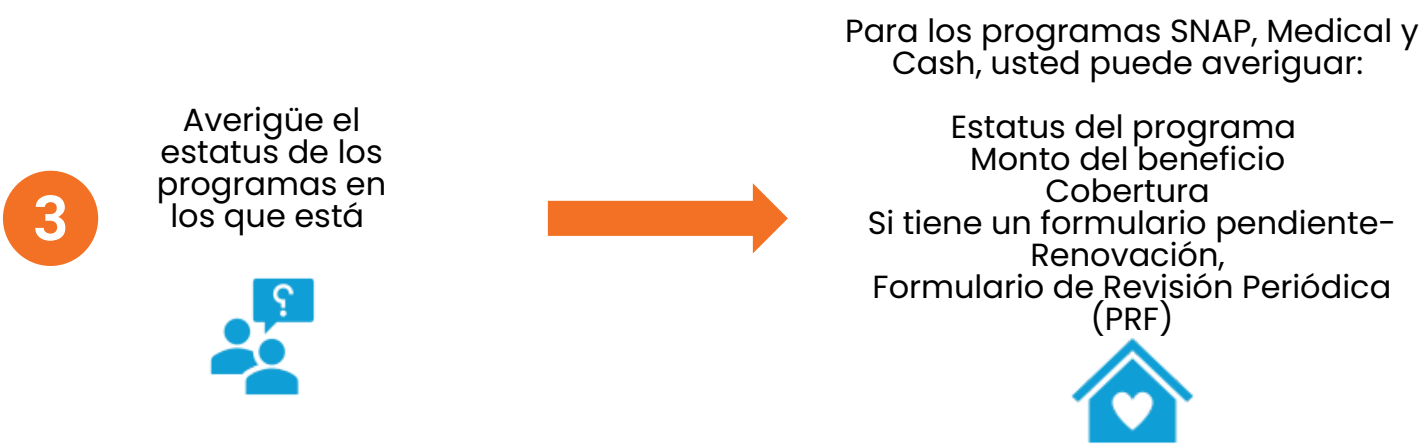 3
Averigüe el
estatus de los
programas en
los que está
Para los programas SNAP, Medical y
Cash, usted puede averiguar:
Estatus del programa
Monto del beneficio
Cobertura
Si tiene un formulario pendiente-
Renovación,
Formulario de Revisión Periódica
(PRF)